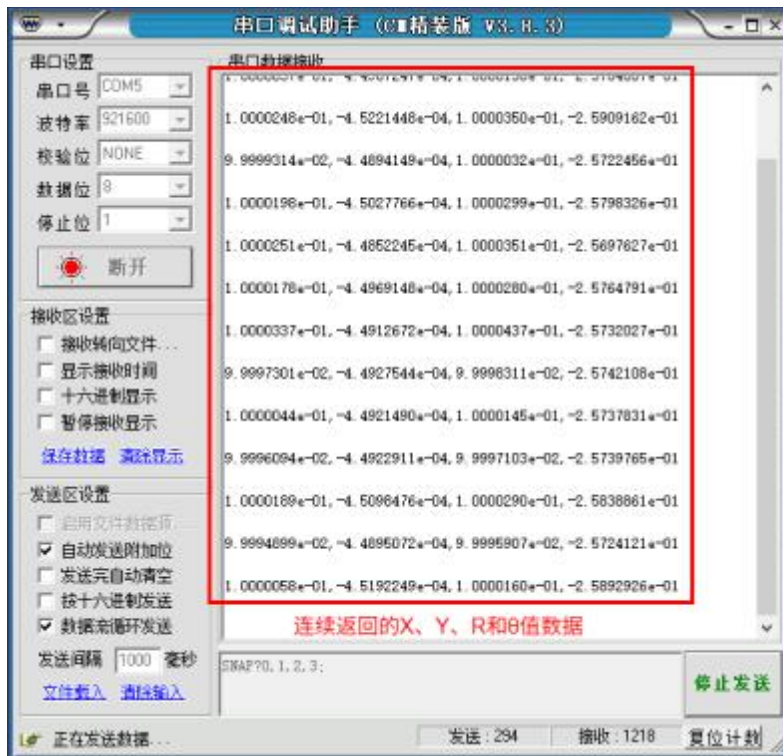 串口调试助手 (CM精装版 V3.8.3)
串口设置
串口号 COM5
波特率 921600
校验位 NONE
数据位 8
停止位 1
断开
接收区设置
接收转向文件...
显示接收时间
十六进制显示
暂停接收显示
保存数据 清除显示
发送区设置
启用文件数据源...
自动发送附加位
发送完自动清空
按十六进制发送
数据流循环发送
发送间隔 1000 毫秒
文件载入 清除输入
串口数据接收
1.0000248e-01,-4.5221448e-04,1.0000350e-01,-2.5909162e-01
9.9999314e-02,-4.4894149e-04,1.0000032e-01,-2.5722456e-01
1.0000198e-01,-4.5027766e-04,1.0000299e-01,-2.5798326e-01
1.0000251e-01,-4.4852245e-04,1.0000351e-01,-2.5697627e-01
1.0000178e-01,-4.4969148e-04,1.0000280e-01,-2.5764791e-01
1.0000337e-01,-4.4912672e-04,1.0000437e-01,-2.5732027e-01
9.9997301e-02,-4.4927544e-04,9.9998311e-02,-2.5742108e-01
1.0000044e-01,-4.4921490e-04,1.0000145e-01,-2.5737831e-01
9.9996094e-02,-4.4922911e-04,9.9997103e-02,-2.5739765e-01
1.0000189e-01,-4.5098476e-04,1.0000290e-01,-2.5838861e-01
9.9994899e-02,-4.4895072e-04,9.9995907e-02,-2.5724121e-01
1.0000058e-01,-4.5192249e-04,1.0000160e-01,-2.5892926e-01
连续返回的X、Y、R和θ值数据
SNAP?0,1,2,3;
停止发送
正在发送数据...
发送:294
接收:1218
复位计数